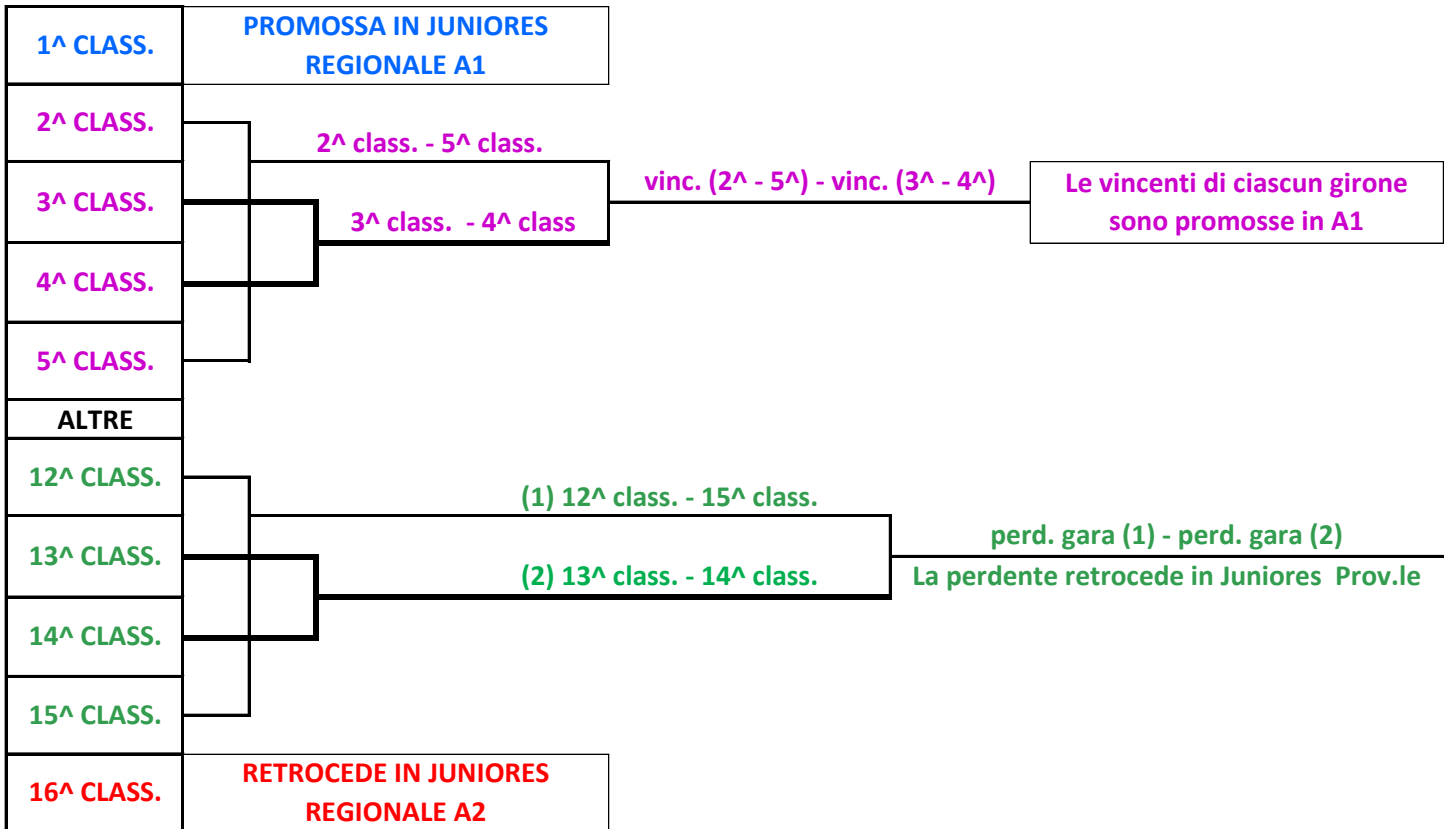 1^ CLASS.
PROMOSSA IN JUNIORES
REGIONALE A1
2^ CLASS.
2^ class. - 5^ class.
3^ CLASS.
vinc. (2^ - 5^) - vinc. (3^ - 4^)
Le vincenti di ciascun girone
sono promosse in A1
3^ class.  - 4^ class
4^ CLASS.
5^ CLASS.
ALTRE
12^ CLASS.
(1) 12^ class. - 15^ class.
13^ CLASS.
perd. gara (1) - perd. gara (2)
(2) 13^ class. - 14^ class.
La perdente retrocede in Juniores  Prov.le
14^ CLASS.
15^ CLASS.
16^ CLASS.
RETROCEDE IN JUNIORES
REGIONALE A2